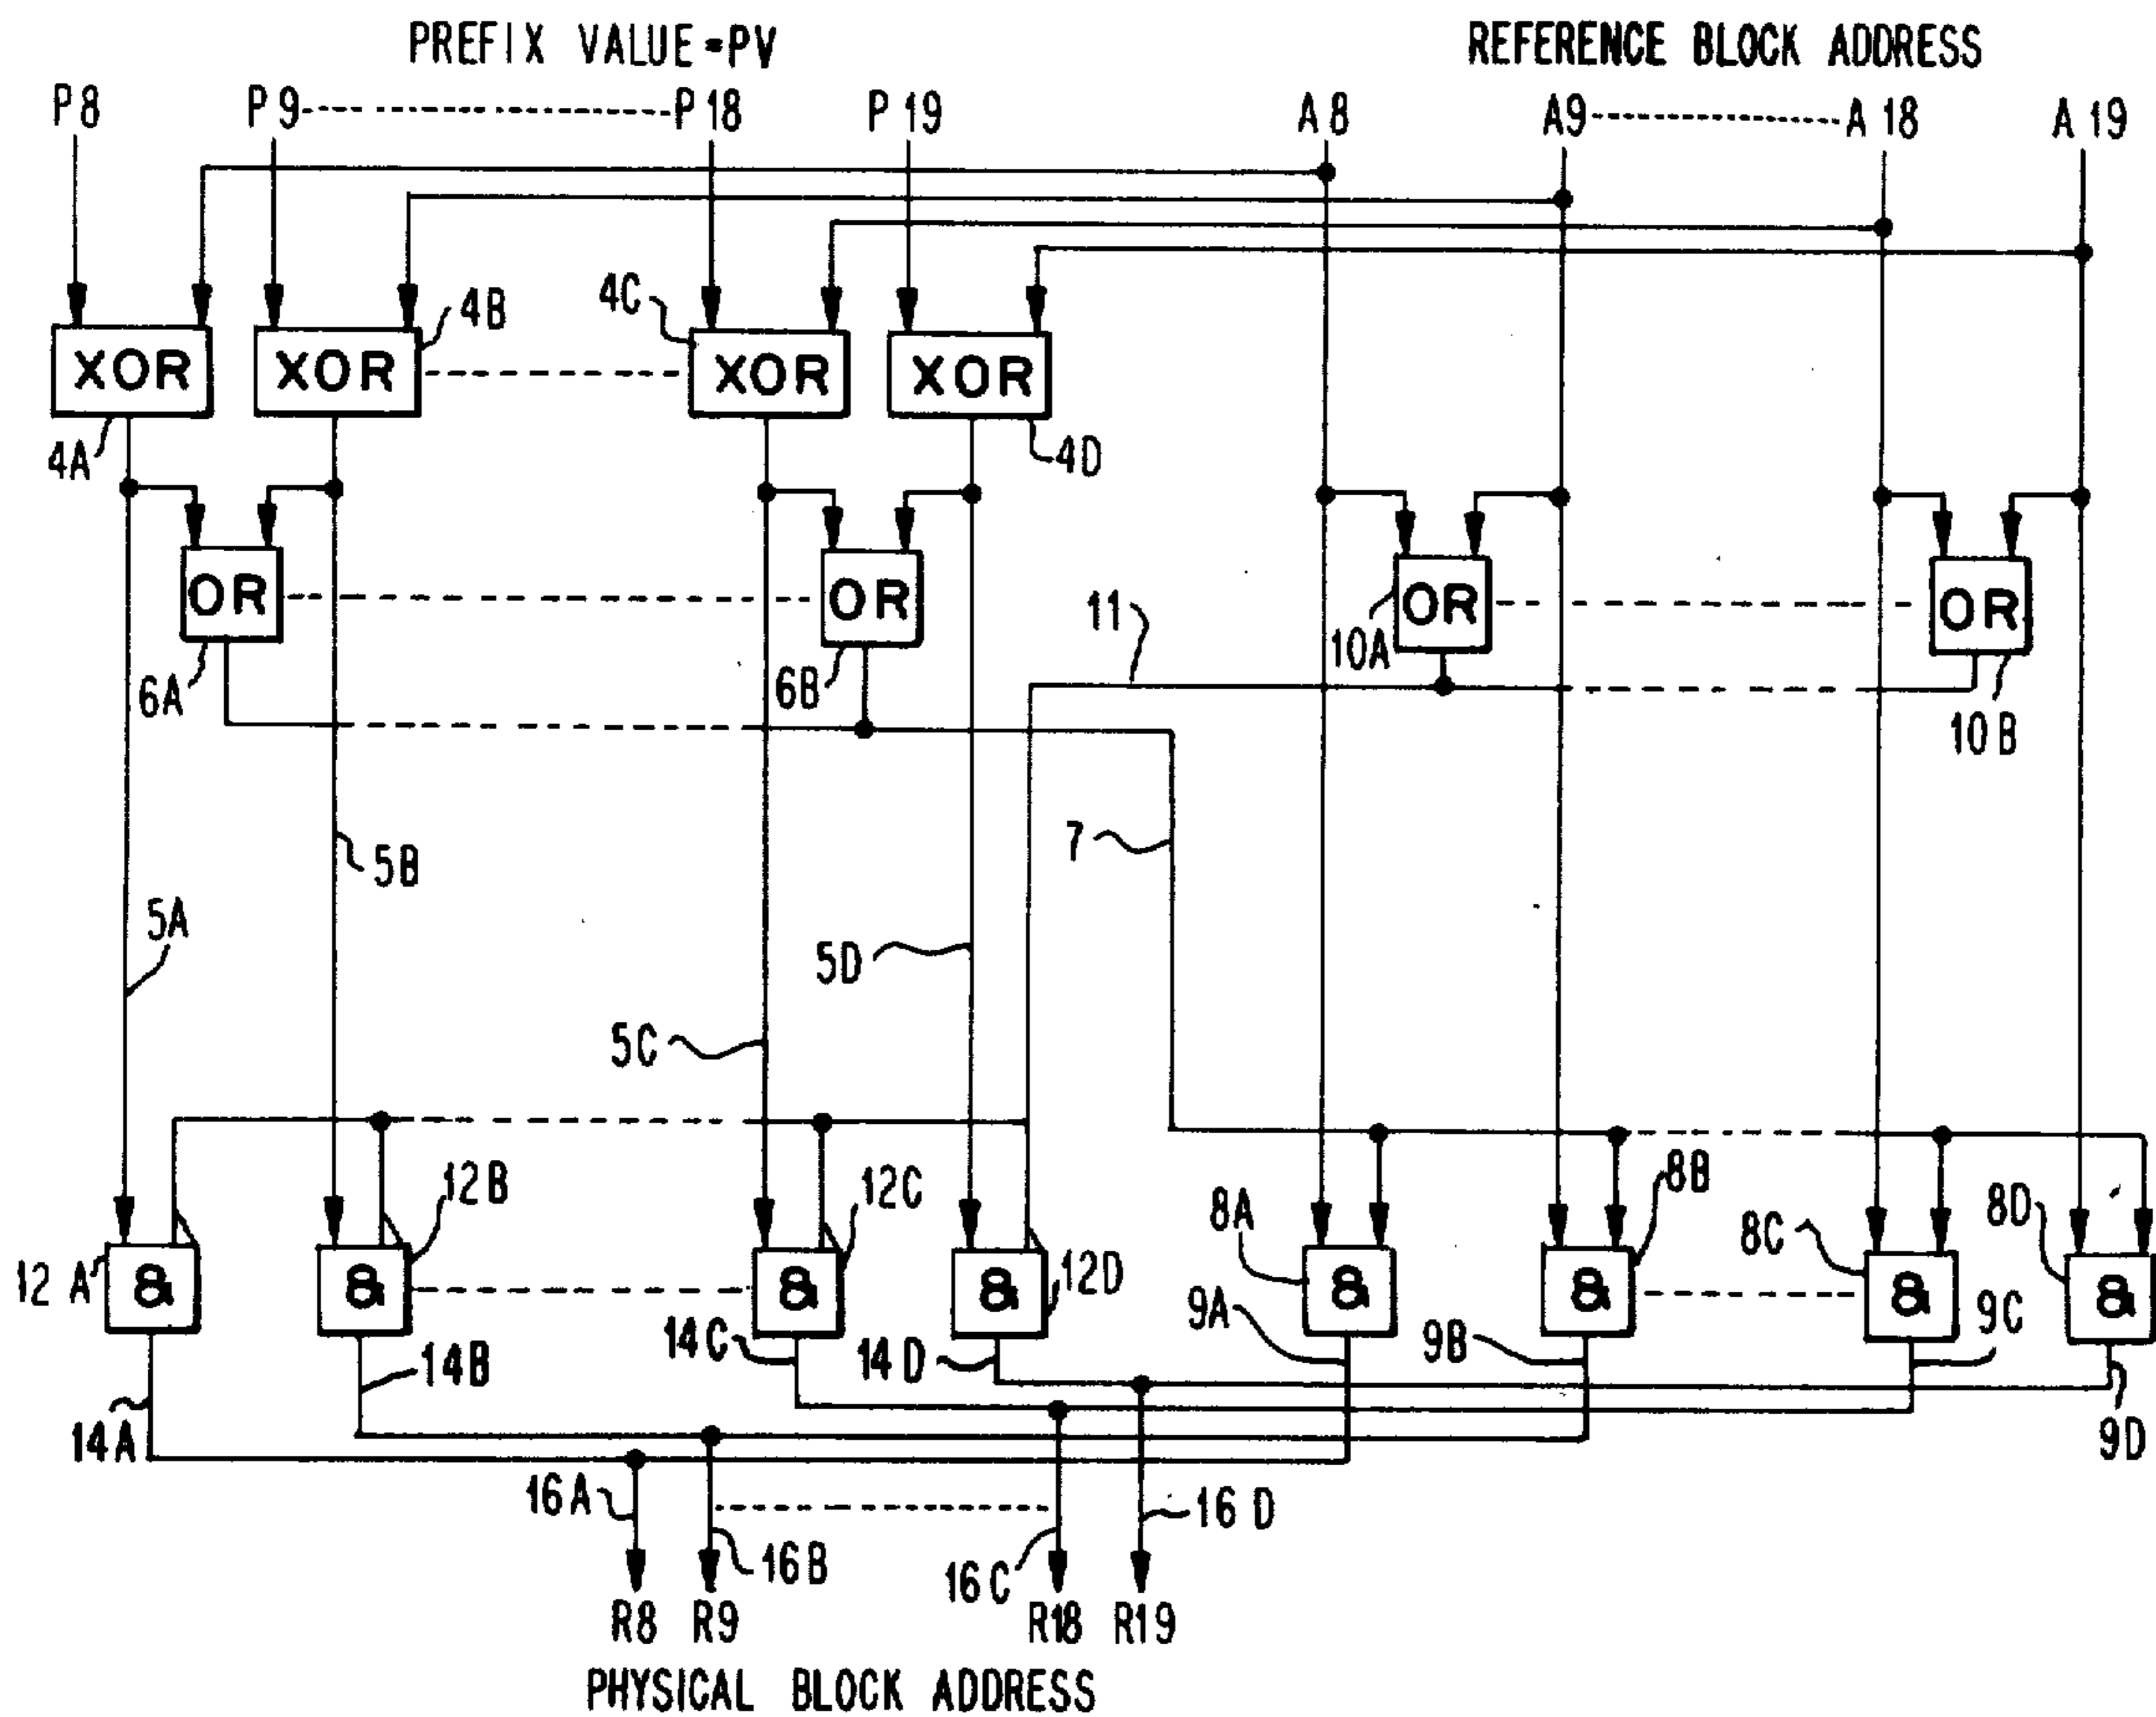 PREFIX VALUE=PV
REFERENCE BLOCK ADDRESS
P8
P9
P18
P19
A8
A9
A18
A19
4B
4C
XOR
XOR
XOR
XOR
4A
4D
OR
OR
OR
OR
11
10A
6A
6B
10B
7
5B
5A
5D
5C
12B
12C
8A
8B
8C
8D
12A
&
&
&
&
12D
&
&
&
&
9A
9B
9C
14C
14D
14B
14A
9D
16A
16B
16C
16D
R8
R9
R18
R19
PHYSICAL BLOCK ADDRESS